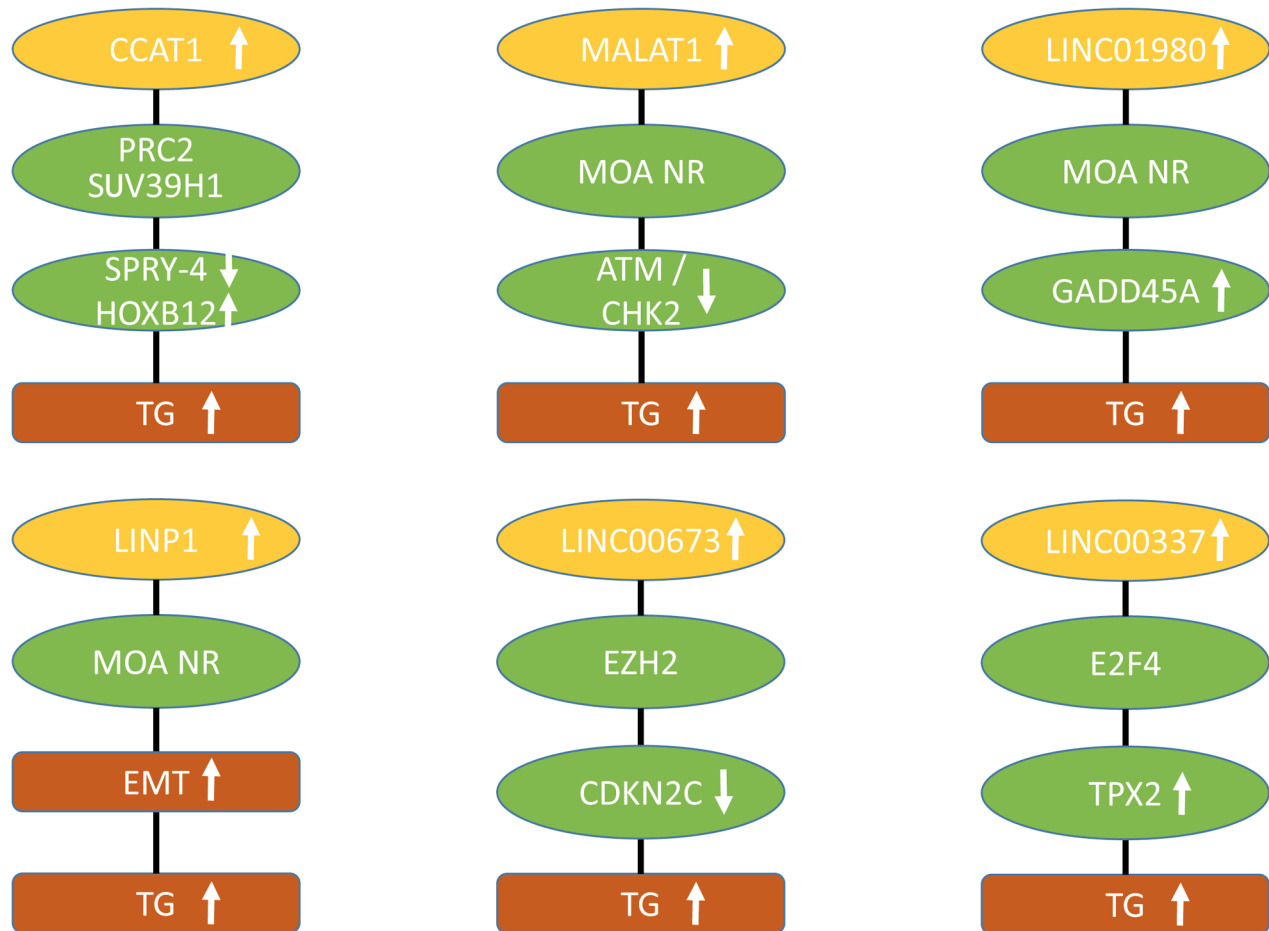 CCAT1
PRC2
SUV39H1
SPRY-4
HOXB12
TG
MALAT1
MOA NR
ATM /
CHK2
TG
LINC01980
MOA NR
GADD45A
TG
LINP1
MOA NR
EMT
TG
LINC00673
EZH2
CDKN2C
TG
LINC00337
E2F4
TPX2
TG